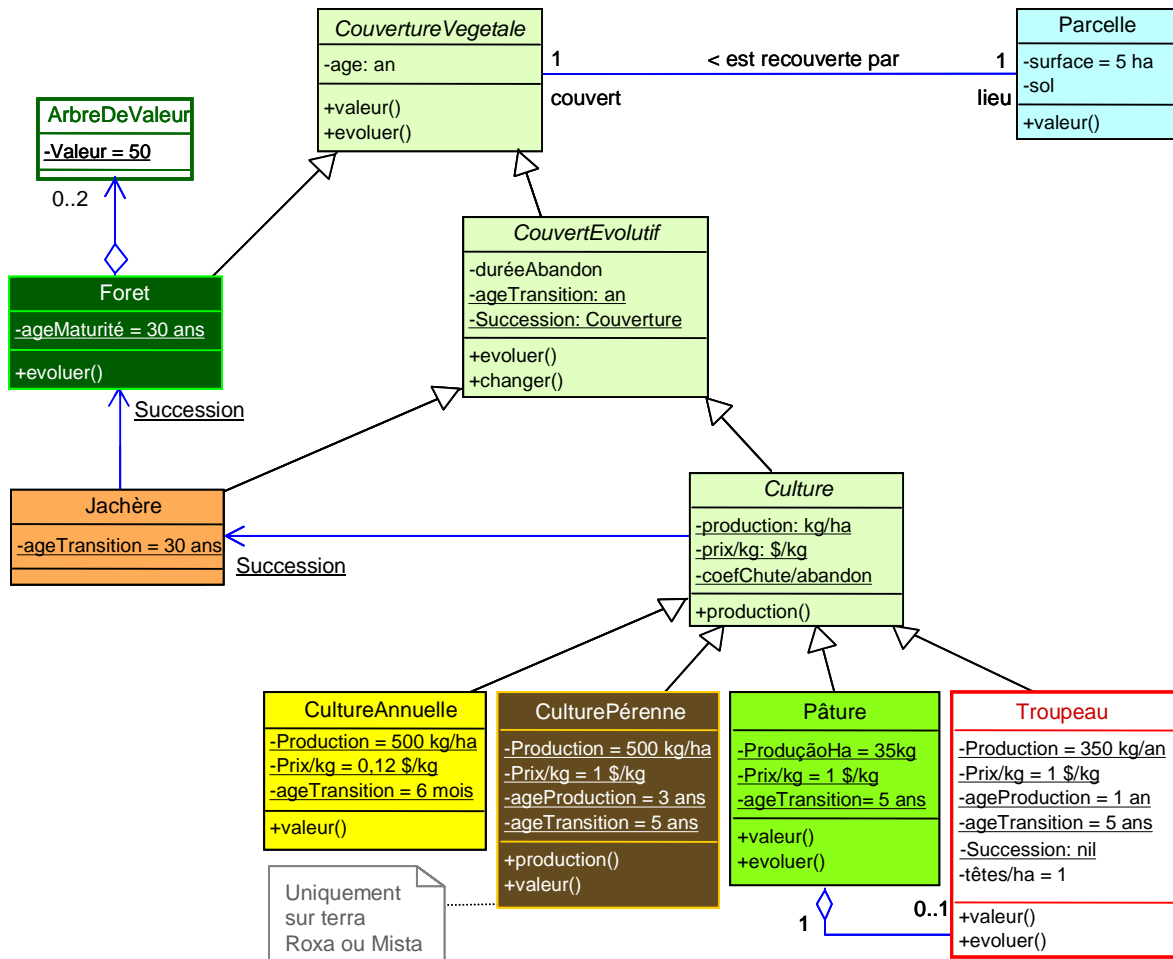 CouvertureVegetale
-age: an
+valeur()
+evoluer()
1
couvert
< est recouverte par
1
lieu
Parcelle
-surface = 5 ha
-sol
+valeur()
ArbreDeValeur
-Valeur = 50
0..2
Foret
-ageMaturité = 30 ans
+evoluer()
Succession
CouvertEvolutif
-duréeAbandon
-ageTransition: an
-Succession: Couverture
+evoluer()
+changer()
Jachère
-ageTransition = 30 ans
Succession
Culture
-production: kg/ha
-prix/kg: $/kg
-coefChute/abandon
+production()
CultureAnnuelle
-Production = 500 kg/ha
-Prix/kg = 0,12 $/kg
-ageTransition = 6 mois
+valeur()
CulturePérenne
-Production = 500 kg/ha
-Prix/kg = 1 $/kg
-ageProduction = 3 ans
-ageTransition = 5 ans
+production()
+valeur()
Pâture
-ProduçãoHa = 35kg
-Prix/kg = 1 $/kg
-ageTransition= 5 ans
+valeur()
+evoluer()
Troupeau
-Production = 350 kg/an
-Prix/kg = 1 $/kg
-ageProduction = 1 an
-ageTransition = 5 ans
-Succession: nil
-têtes/ha = 1
+valeur()
+evoluer()
Uniquement
sur terra
Roxa ou Mista
1
0..1